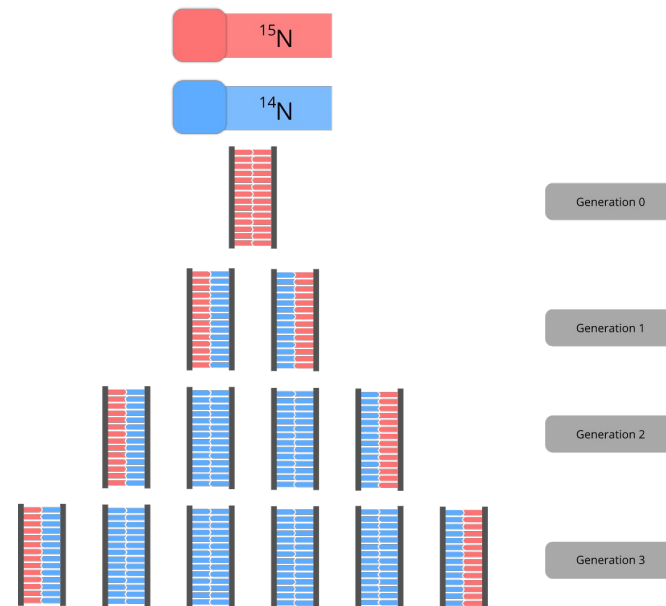 ¹⁵N
¹⁴N
Generation 0
Generation 1
Generation 2
Generation 3